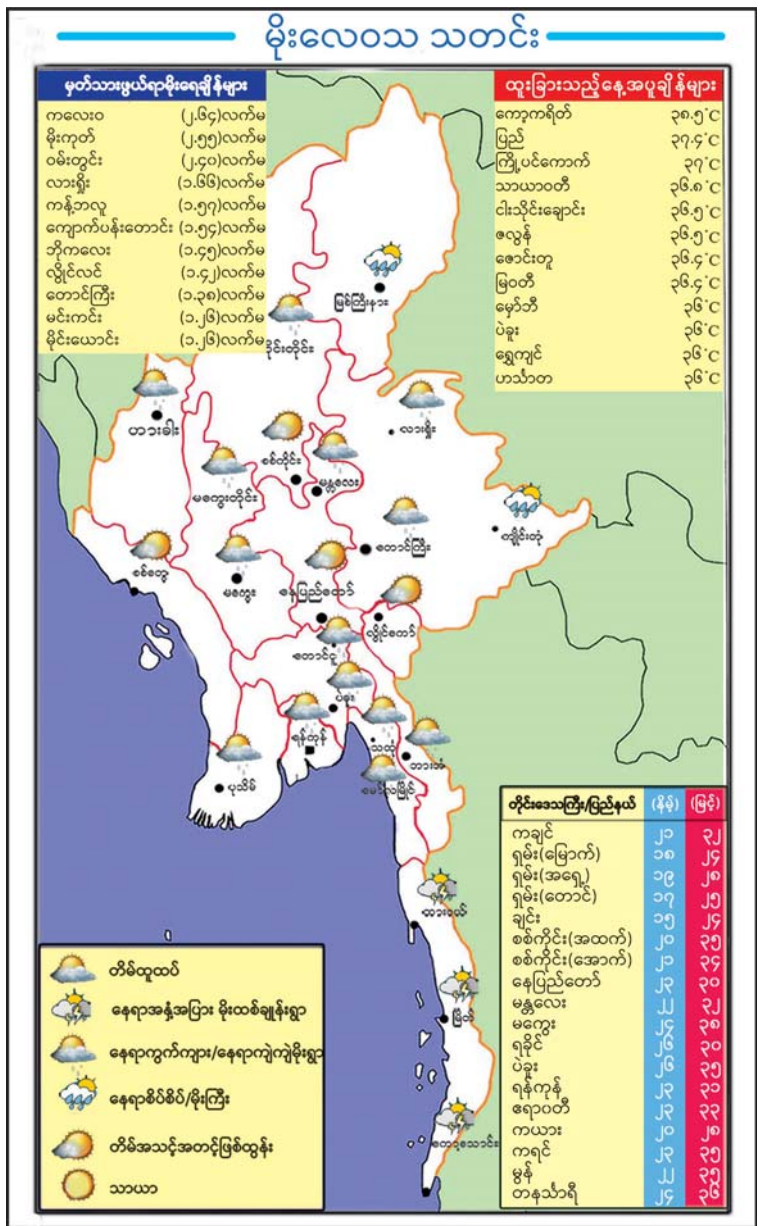 မိုးလေဝသ သတင်း
မှတ်သားဖွယ်ရာမိုးရေချိန်များ
ကလေးဝ (၂.၆၄)လက်မ
မိုးကုတ် (၂.၅၅)လက်မ
ဝမ်းတွင်း (၂.၄၀)လက်မ
လားရှိုး (၁.၆၆)လက်မ
ကန့်ဘလူ (၁.၅၇)လက်မ
ကျောက်ပန်းတောင်း (၁.၅၄)လက်မ
ဘိုကလေး (၁.၄၅)လက်မ
လွိုင်လင် (၁.၄၂)လက်မ
တောင်ကြီး (၁.၃၈)လက်မ
မင်းကင်း (၁.၂၆)လက်မ
မိုင်းယောင်း (၁.၂၆)လက်မ
ထူးခြားသည့်နေ့အပူချိန်များ
ကော့ကရိတ် ၃၈.၅°C
ပြည် ၃၇.၄°C
ကြို့ပင်ကောက် ၃၇°C
သာယာဝတီ ၃၆.၈°C
ငါးသိုင်းချောင်း ၃၆.၅°C
ဇလွန် ၃၆.၅°C
ဇောင်းတူ ၃၆.၄°C
မြဝတီ ၃၆.၄°C
မှော်ဘီ ၃၆°C
ပဲခူး ၃၆°C
ရွှေကျင် ၃၆°C
ဟင်္သာတ ၃၆°C
မြစ်ကြီးနား
ဟားခါး
လားရှိုး
စစ်ကိုင်း
မန္တလေး
မကွေးတိုင်း
ကျိုင်းတုံ
တောင်ကြီး
စစ်တွေ
မကွေး
နေပြည်တော်
လွိုင်ကော်
တောင်ငူ
ပဲခူး
ရန်ကုန်
သထုံ
ဘားအံ
ပုသိမ်
မော်လမြိုင်
ထားဝယ်
မြိတ်
ကော့သောင်း
တိမ်ထူထပ်
နေရာအနှံ့အပြား မိုးထစ်ချုန်းရွာ
နေရာကွက်ကျား/နေရာကျဲကျဲမိုးရွာ
နေရာစိပ်စိပ်/မိုးကြီး
တိမ်အသင့်အတင့်ဖြစ်ထွန်း
သာယာ
တိုင်းဒေသကြီး/ပြည်နယ် (နိမ့်) (မြင့်)
ကချင် ၂၁ ၃၂
ရှမ်း(မြောက်) ၁၈ ၂၄
ရှမ်း(အရှေ့) ၁၉ ၂၈
ရှမ်း(တောင်) ၁၇ ၂၅
ချင်း ၁၅ ၂၄
စစ်ကိုင်း(အထက်) ၂၀ ၃၅
စစ်ကိုင်း(အောက်) ၂၁ ၃၄
နေပြည်တော် ၂၃ ၃၀
မန္တလေး ၂၂ ၃၂
မကွေး ၂၄ ၃၈
ရခိုင် ၂၆ ၃၀
ပဲခူး ၂၆ ၃၅
ရန်ကုန် ၂၃ ၃၁
ဧရာဝတီ ၂၃ ၃၃
ကယား ၂၀ ၂၈
ကရင် ၂၃ ၃၅
မွန် ၂၂ ၃၅
တနင်္သာရီ ၂၄ ၃၆